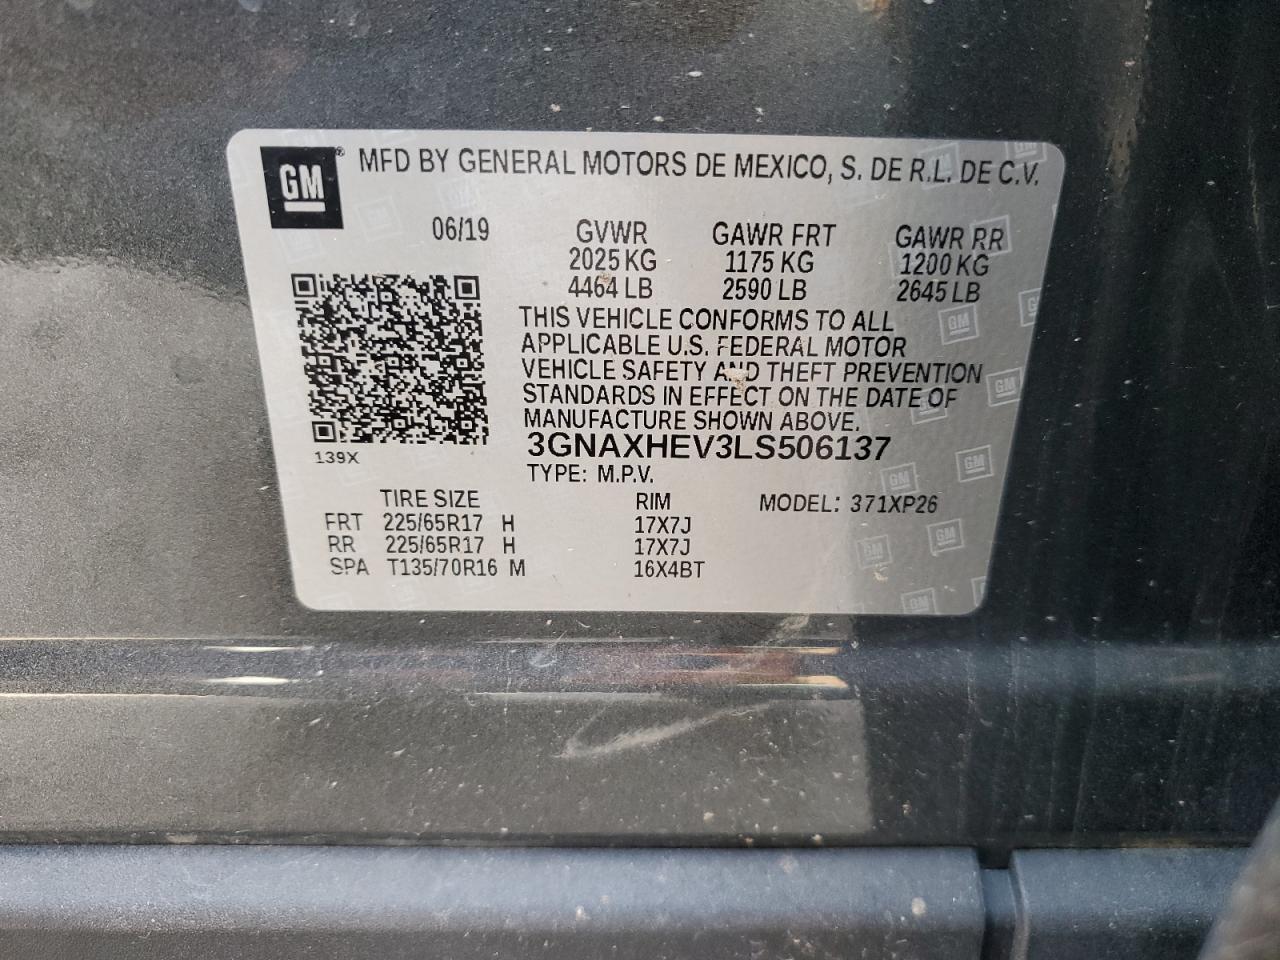 GM® MFD BY GENERAL MOTORS DE MEXICO, S. DE R.L. DE C.V.
06/19 GVWR GAWR FRT GAWR RR
2025 KG 1175 KG 1200 KG
4464 LB 2590 LB 2645 LB
THIS VEHICLE CONFORMS TO ALL
APPLICABLE U.S. FEDERAL MOTOR
VEHICLE SAFETY AND THEFT PREVENTION
STANDARDS IN EFFECT ON THE DATE OF
MANUFACTURE SHOWN ABOVE.
3GNAXHEV3LS506137
139X
TYPE: M.P.V.
TIRE SIZE RIM MODEL: 371XP26
FRT 225/65R17 H 17X7J
RR 225/65R17 H 17X7J
SPA T135/70R16 M 16X4BT